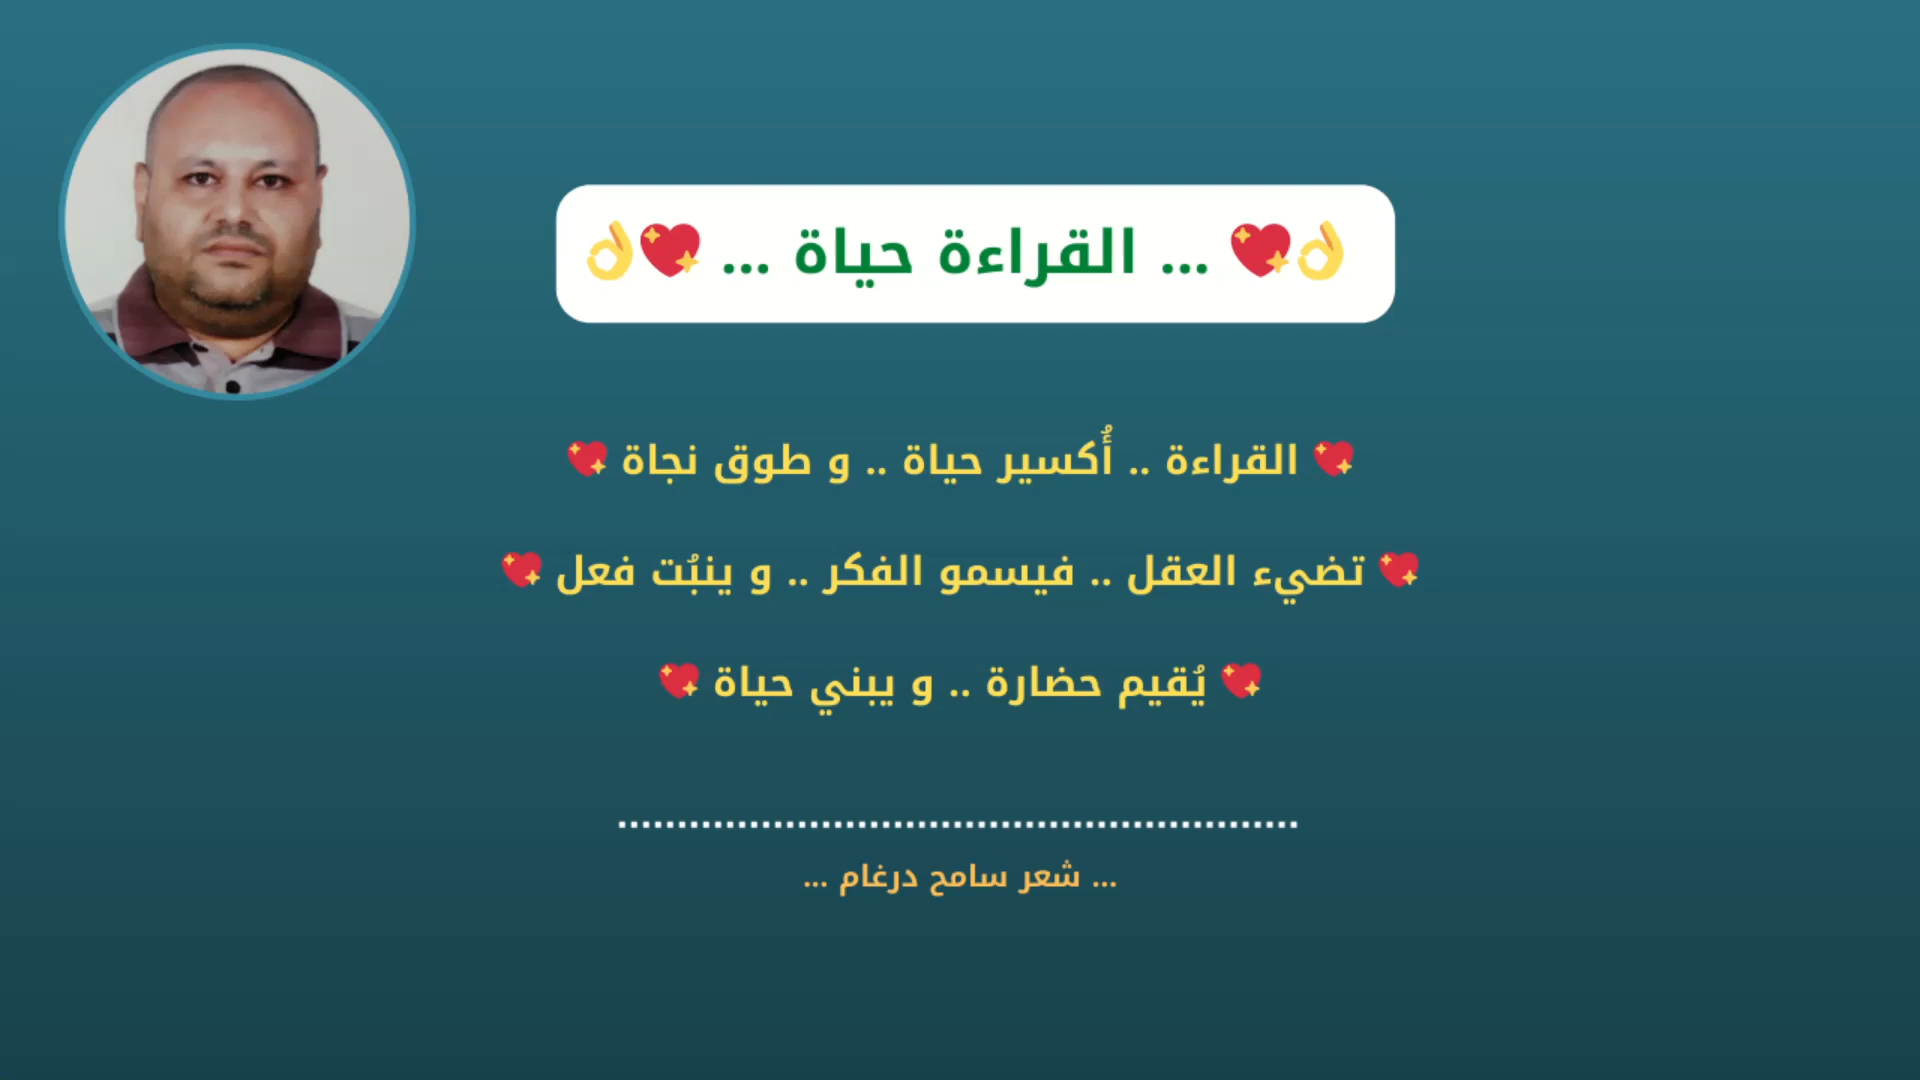 👌💖 ... القراءة حياة ... 💖👌
💖 القراءة .. أُكسير حياة .. و طوق نجاة 💖
💖 تضيء العقل .. فيسمو الفكر .. و ينبُت فعل 💖
💖 يُقيم حضارة .. و يبني حياة 💖
........................................................
... شعر سامح درغام ...